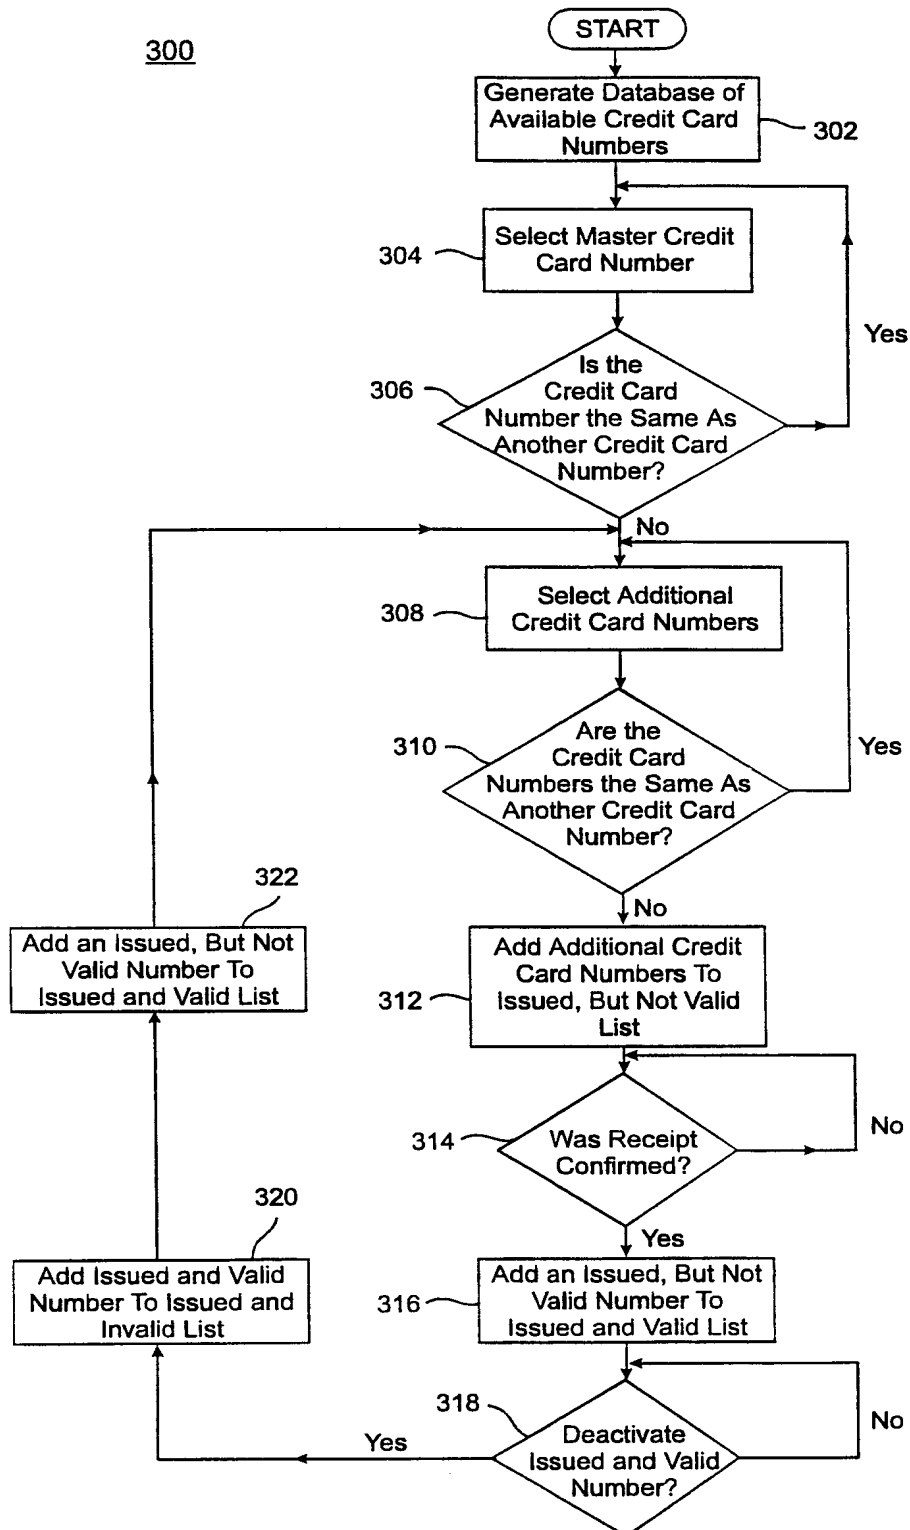 300
START
Generate Database of
Available Credit Card
Numbers
302
Select Master Credit
Card Number
304
Yes
Is the
Credit Card
Number the Same As
Another Credit Card
Number?
306
No
Select Additional
Credit Card Numbers
308
Are the
Credit Card
Numbers the Same As
Another Credit Card
Number?
310
Yes
No
322
Add an Issued, But Not
Valid Number To
Issued and Valid List
Add Additional Credit
Card Numbers To
Issued, But Not Valid
List
312
Was Receipt
Confirmed?
314
No
Yes
320
Add Issued and Valid
Number To Issued and
Invalid List
Add an Issued, But Not
Valid Number To
Issued and Valid List
316
318
Deactivate
Issued and Valid
Number?
No
Yes